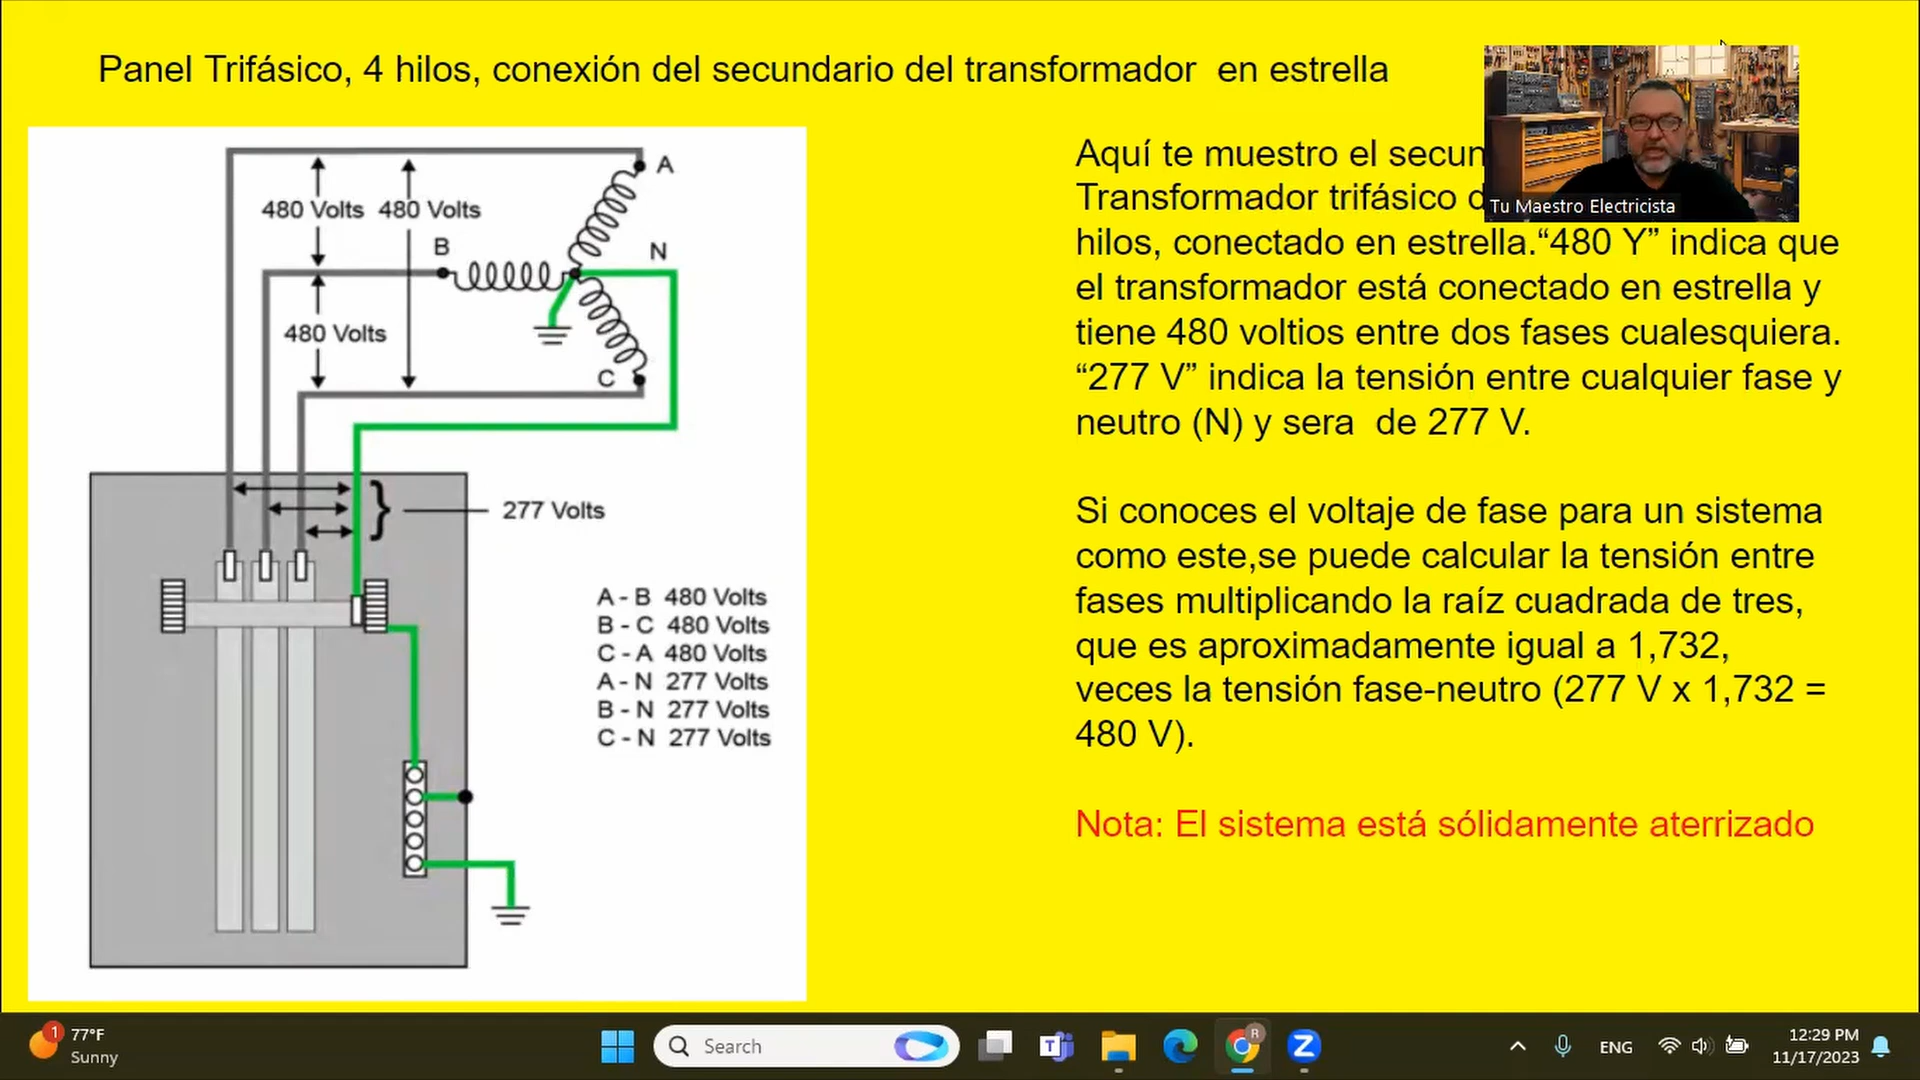 Panel Trifásico, 4 hilos, conexión del secundario del transformador en estrella
Aquí te muestro el
Transformador trifásico
hilos, conectado en estrella.“480 Y” indica que
el transformador está conectado en estrella y
tiene 480 voltios entre dos fases cualesquiera.
“277 V” indica la tensión entre cualquier fase y
neutro (N) y sera de 277 V.
Si conoces el voltaje de fase para un sistema
como este,se puede calcular la tensión entre
fases multiplicando la raíz cuadrada de tres,
que es aproximadamente igual a 1,732,
veces la tensión fase-neutro (277 V x 1,732 =
480 V).
Nota: El sistema está sólidamente aterrizado
Tu Maestro Electricista
A
480 Volts 480 Volts
B
N
480 Volts
C
277 Volts
A - B 480 Volts
B - C 480 Volts
C - A 480 Volts
A - N 277 Volts
B - N 277 Volts
C - N 277 Volts
1
77°F
Sunny
Search
T
R
Z
ENG
12:29 PM
11/17/2023